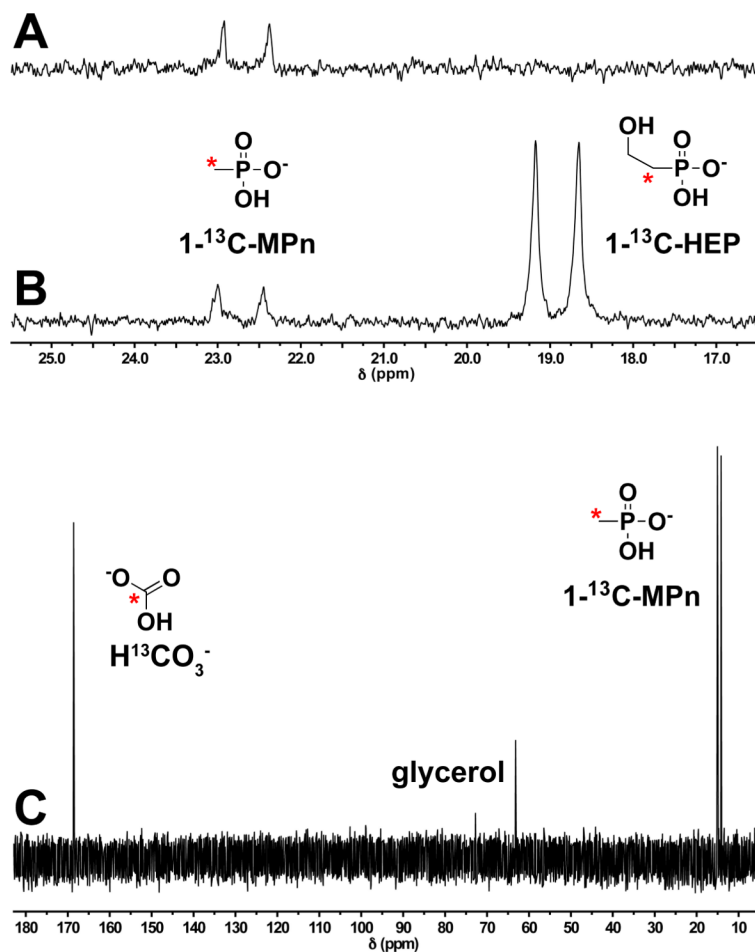 A
OH
O
O
* P-O⁻
P-O⁻
OH
* OH
1-¹³C-MPn
1-¹³C-HEP
B
25.0 24.0 23.0 22.0 21.0 20.0 19.0 18.0 17.0
δ (ppm)
O
* P-O⁻
⁻O O
OH
*
OH
1-¹³C-MPn
H¹³CO₃⁻
glycerol
C
180 170 160 150 140 130 120 110 100 90 80 70 60 50 40 30 20 10
δ (ppm)